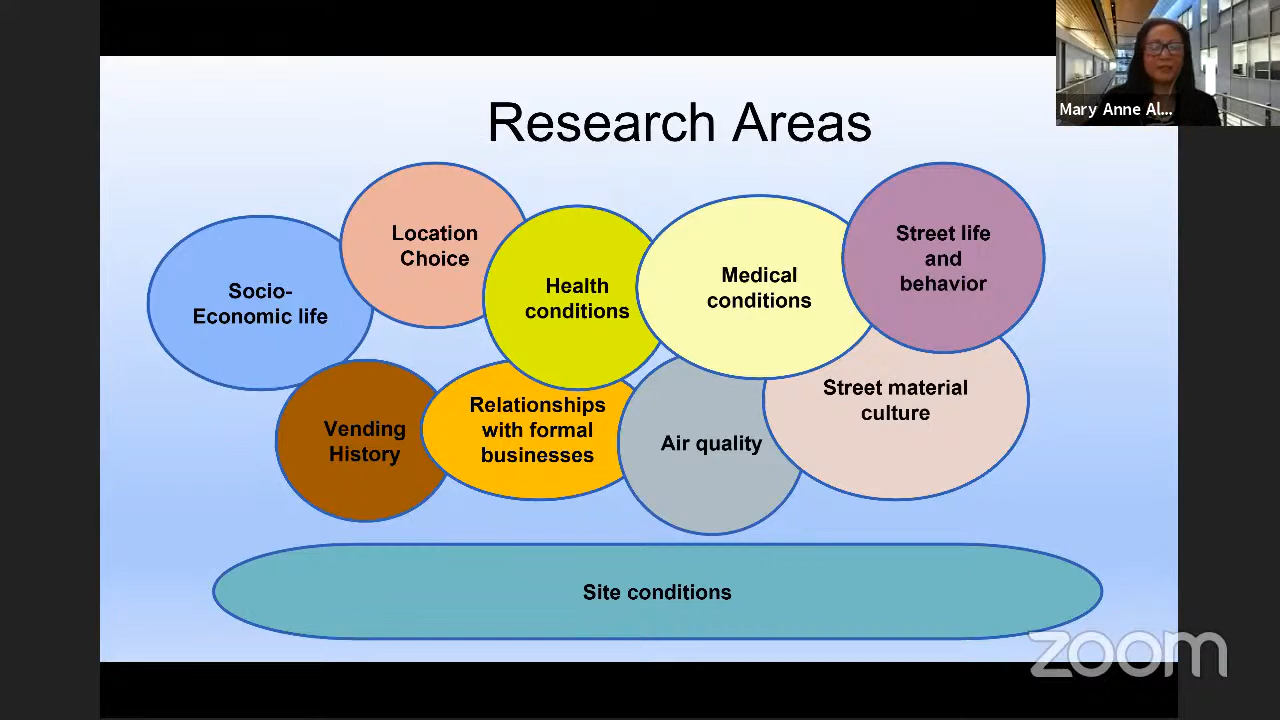 Research Areas
Mary Anne Al...
Location
Choice
Street life
and
behavior
Medical
conditions
Health
conditions
Socio-
Economic life
Street material
culture
Relationships
with formal
businesses
Vending
History
Air quality
Site conditions
zoom